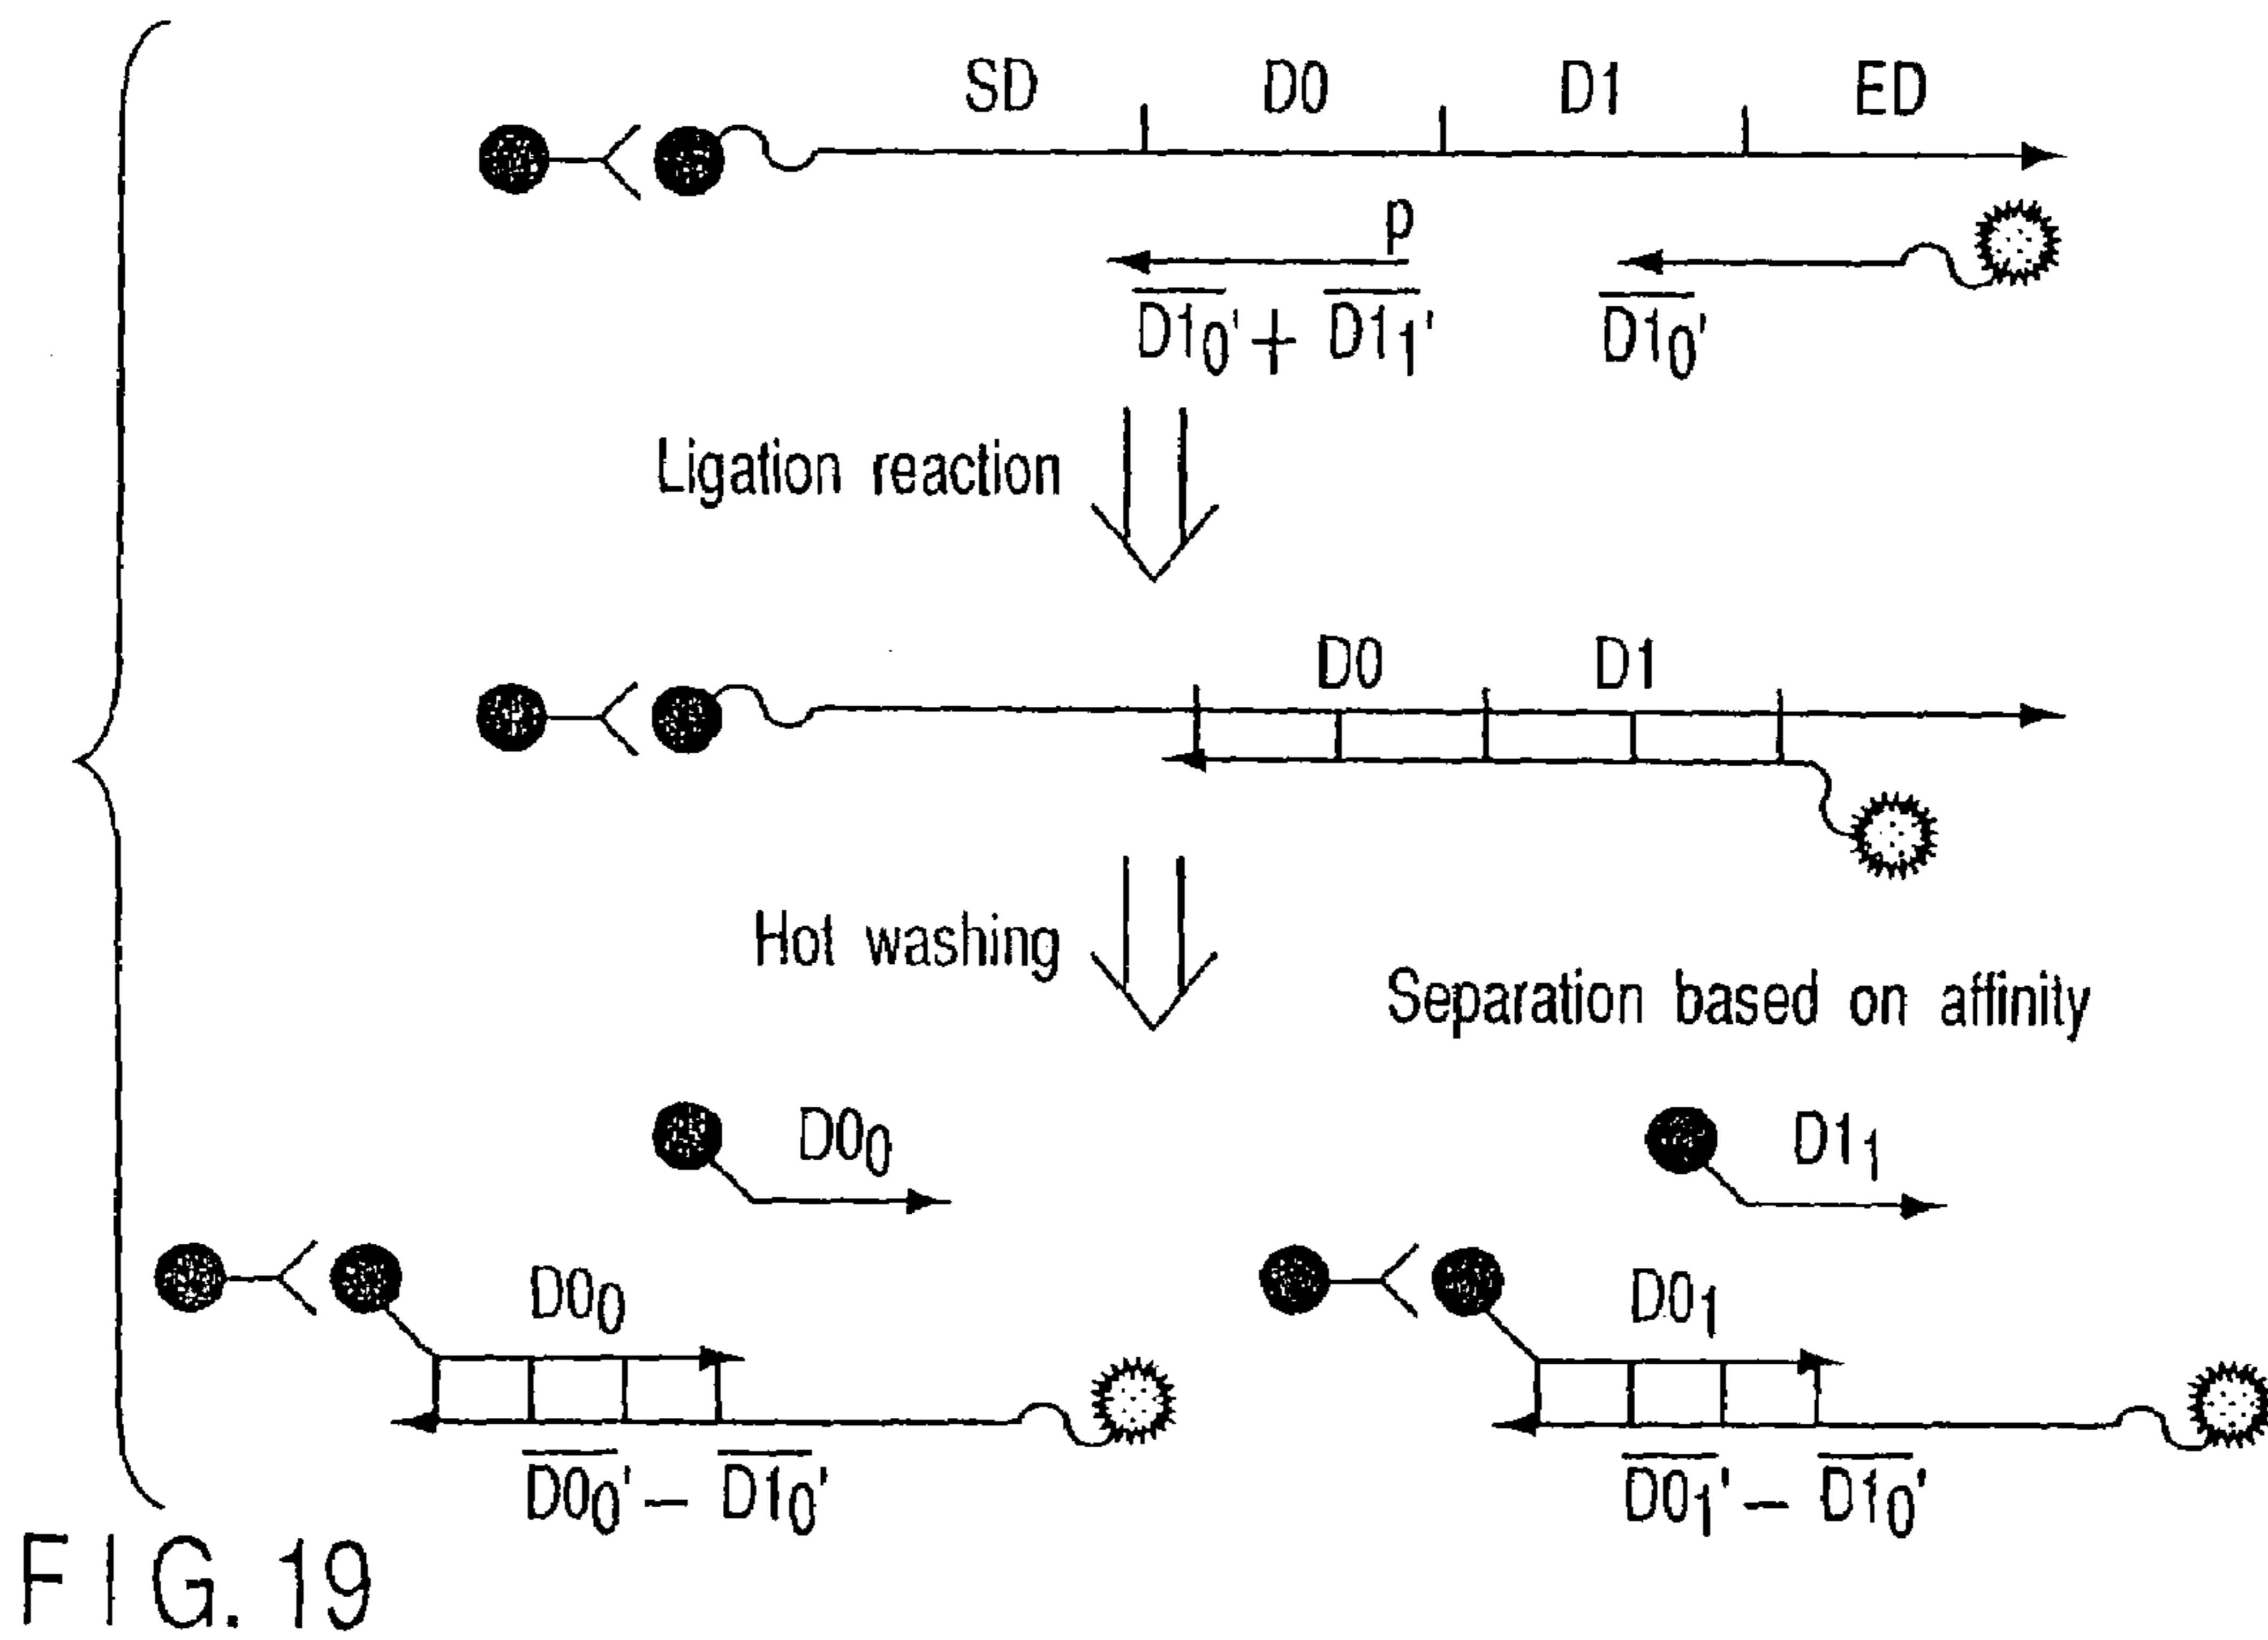 SD D0 D1 ED
p
D1₀' + D1₁' D1₀'
Ligation reaction
D0 D1
Hot washing
Separation based on affinity
D0₀ D1₁
D0₀ D0₁
D0₀' – D1₀' D0₁' – D1₀'
FIG. 19